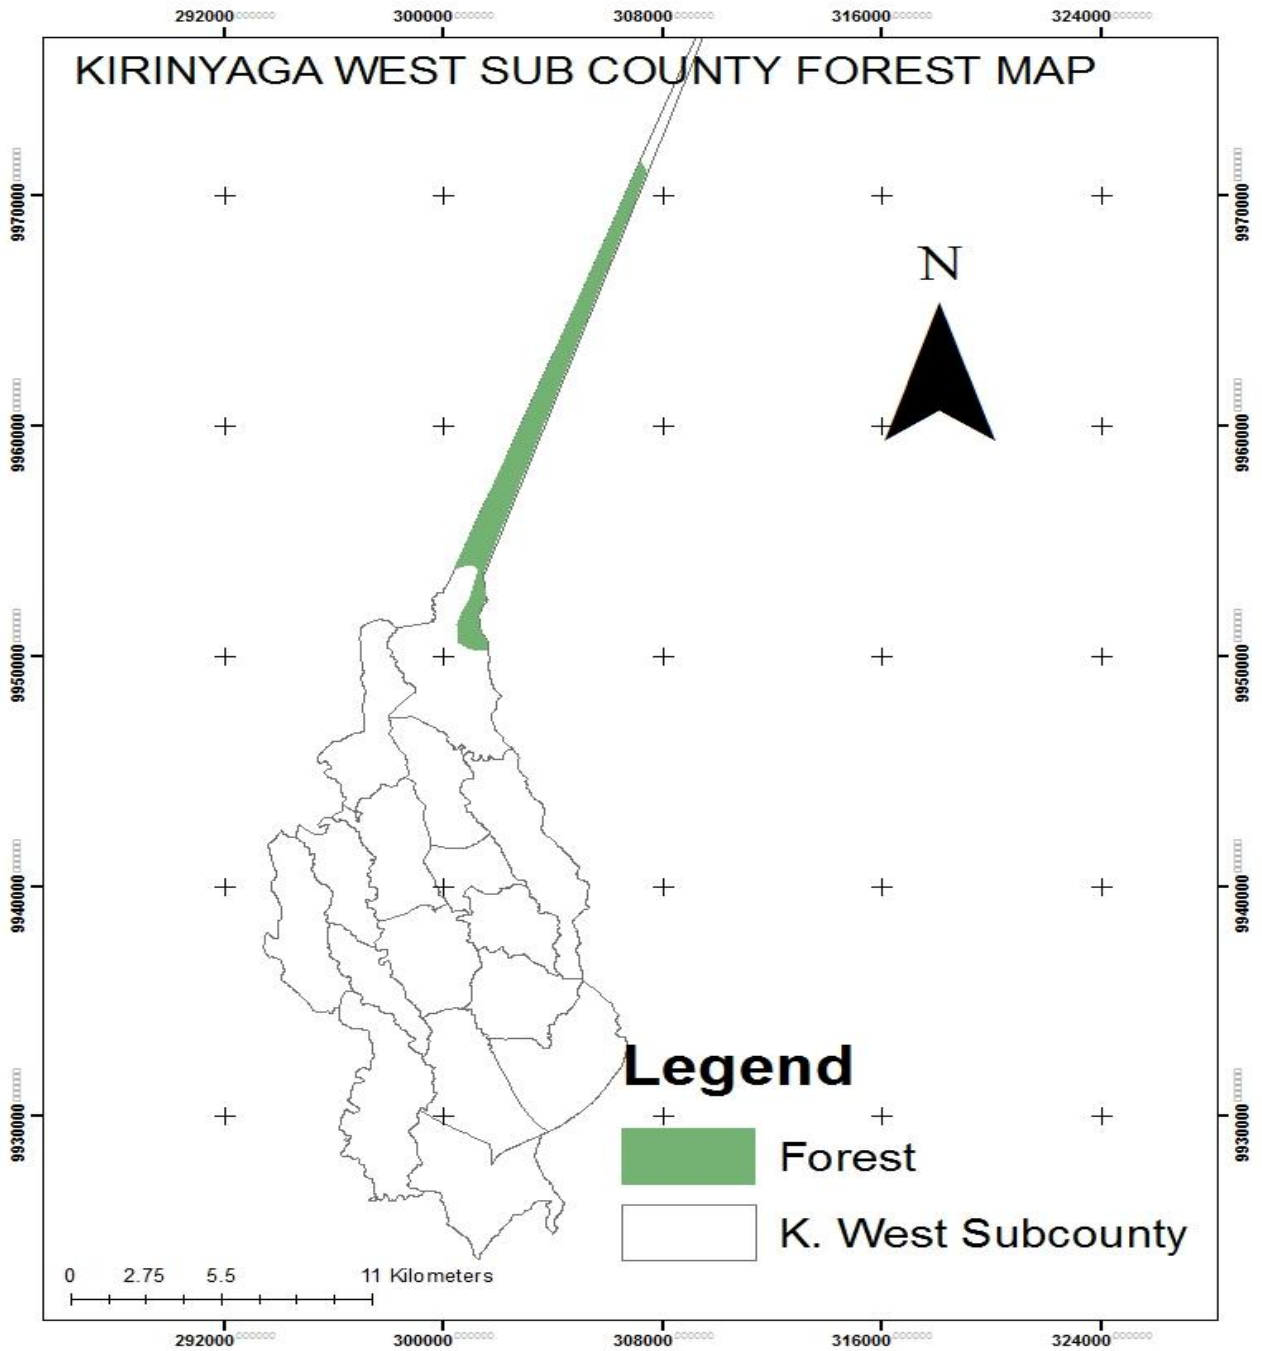 292000 300000 308000 316000 324000
KIRINYAGA WEST SUB COUNTY FOREST MAP
9970000 9970000
N
9960000 9960000
9950000 9950000
9940000 9940000
Legend
9930000 9930000
Forest
K. West Subcounty
0 2.75 5.5 11 Kilometers
292000 300000 308000 316000 324000